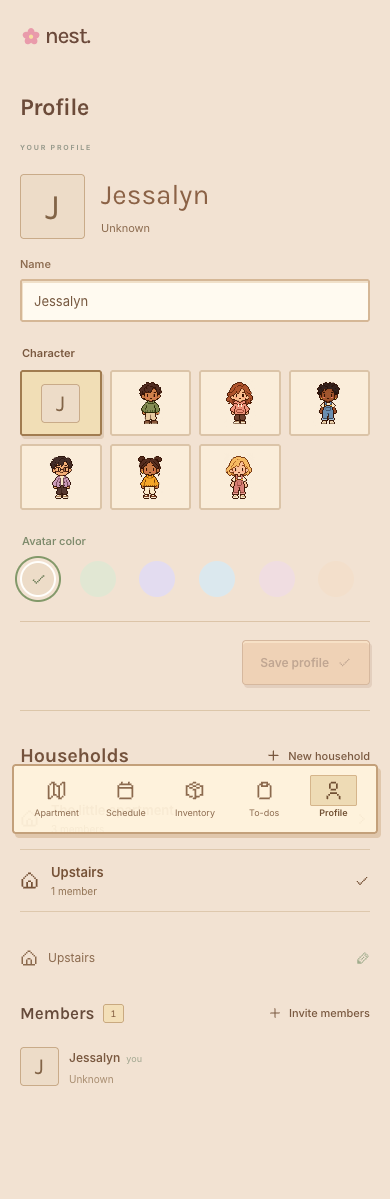 nest.
Profile
YOUR PROFILE
J
Jessalyn
Unknown
Name
Jessalyn
Character
J
Avatar color
Save profile
Households
New household
Apartment
Schedule
Inventory
To-dos
Profile
Upstairs
1 member
Upstairs
Members
1
Invite members
J
Jessalyn you
Unknown